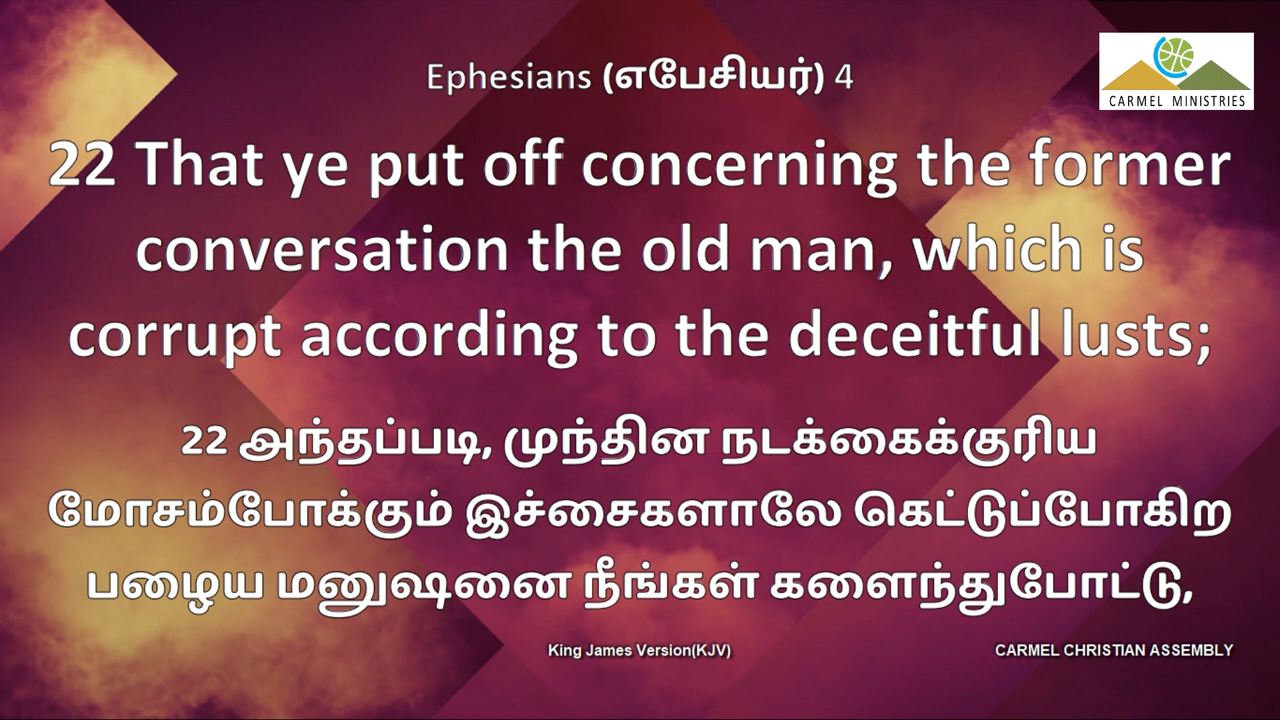 Ephesians (எபேசியர்) 4
CARMEL MINISTRIES
22 That ye put off concerning the former
conversation the old man, which is
corrupt according to the deceitful lusts;
22 அந்தப்படி, முந்தின நடக்கைக்குரிய
மோசம்போக்கும் இச்சைகளாலே கெட்டுப்போகிற
பழைய மனுஷனை நீங்கள் களைந்துபோட்டு,
King James Version(KJV)
CARMEL CHRISTIAN ASSEMBLY